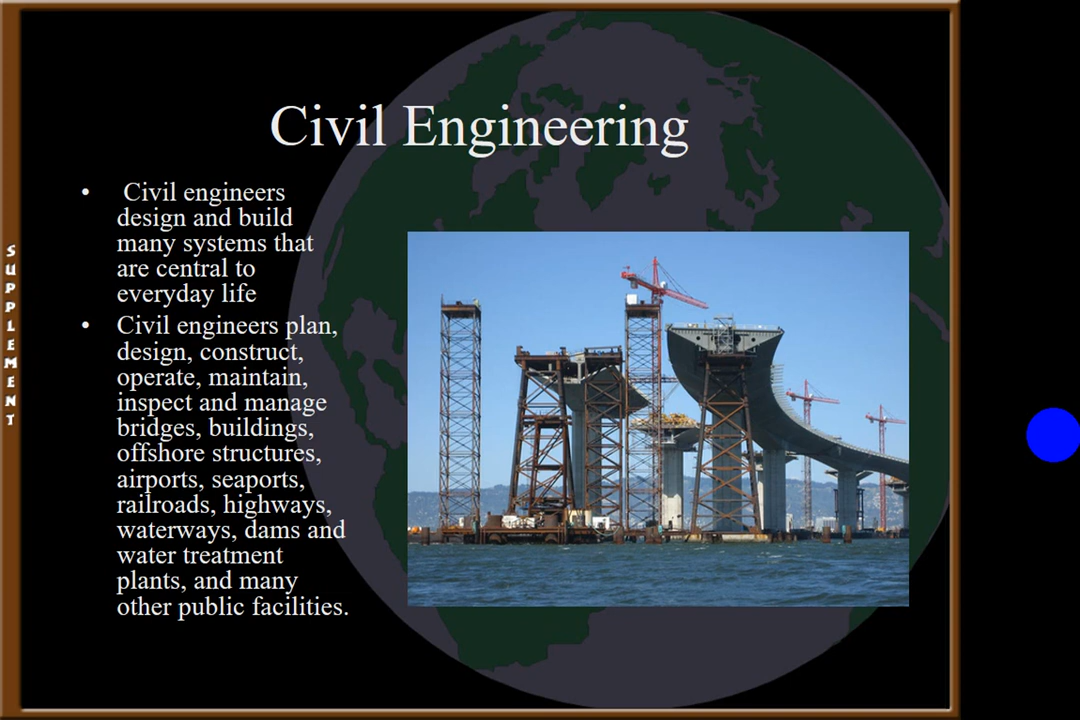 Civil Engineering
• Civil engineers
design and build
many systems that
are central to
everyday life
• Civil engineers plan,
design, construct,
operate, maintain,
inspect and manage
bridges, buildings,
offshore structures,
airports, seaports,
railroads, highways,
waterways, dams and
water treatment
plants, and many
other public facilities.
SUPPLEMENT